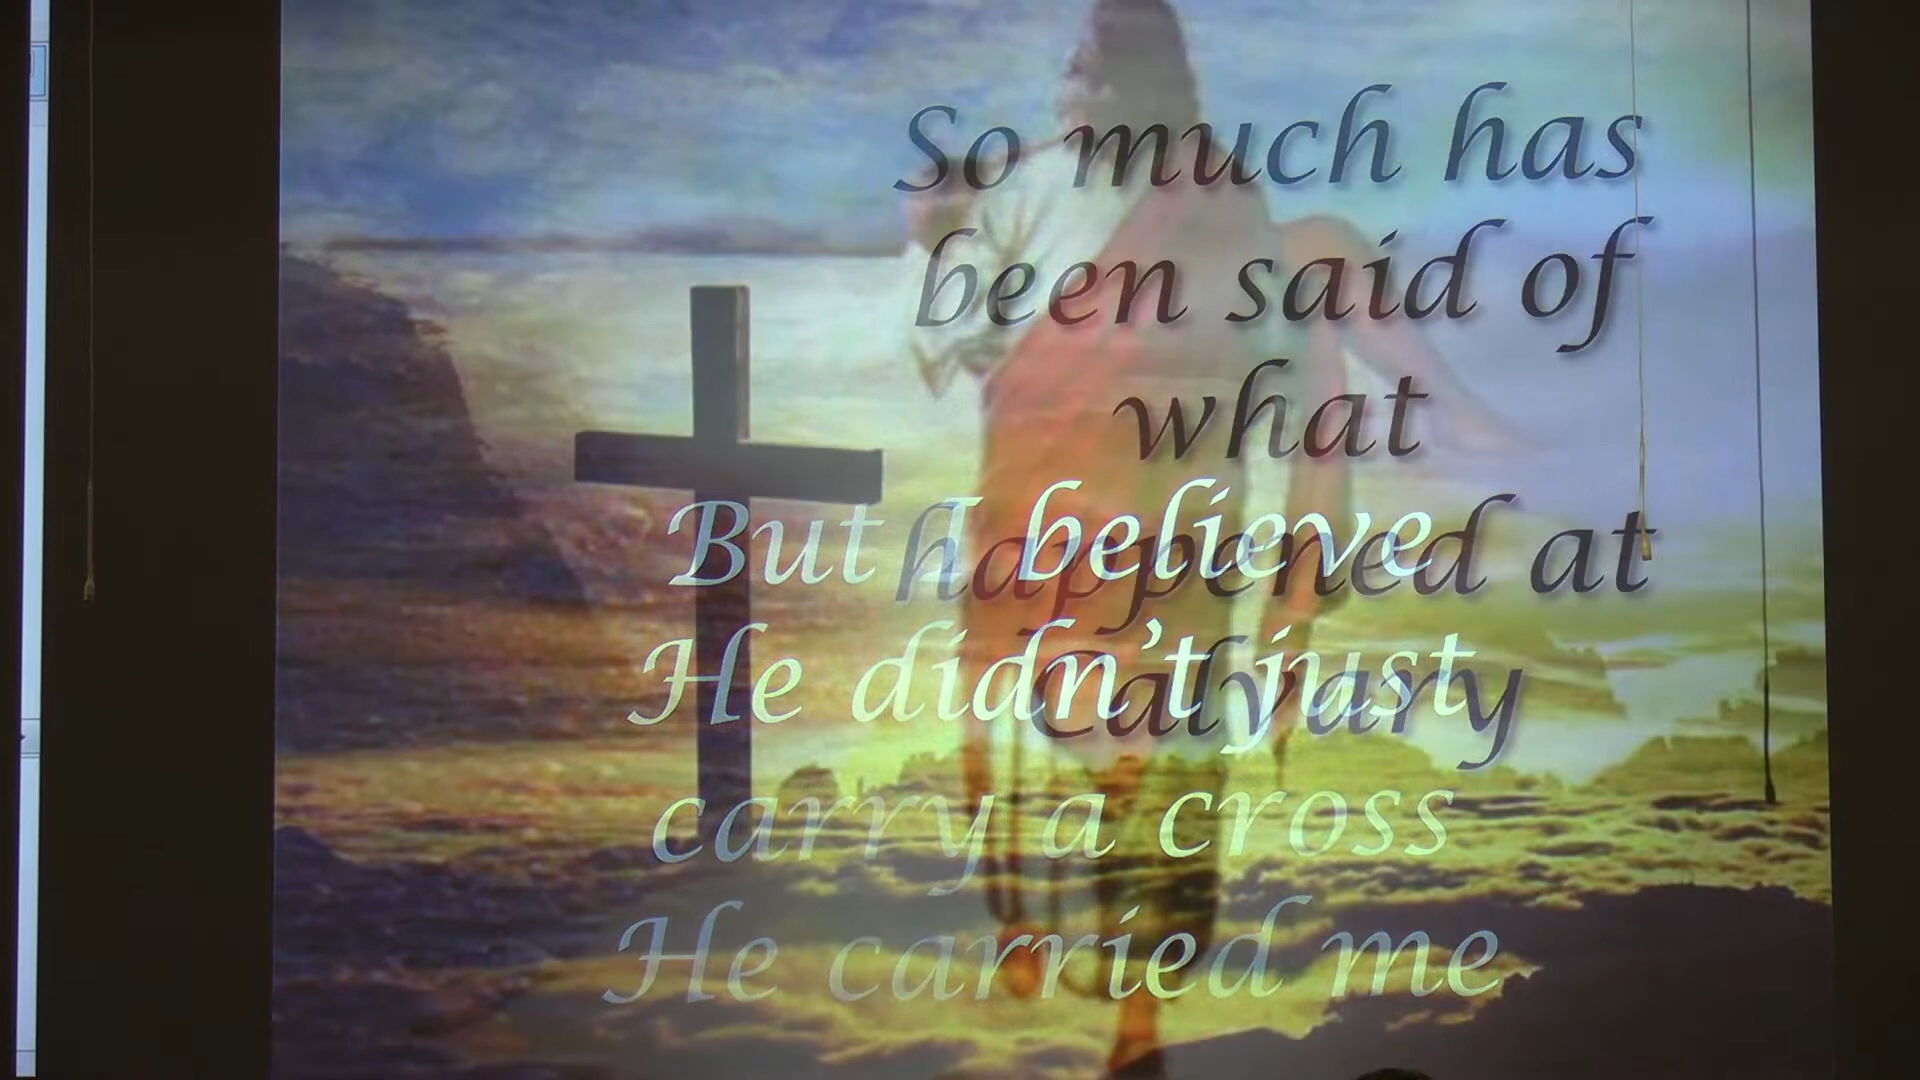 So much has
been said of
what
happened at
Calvary
But I believe
He didn't just
carry a cross
He carried me